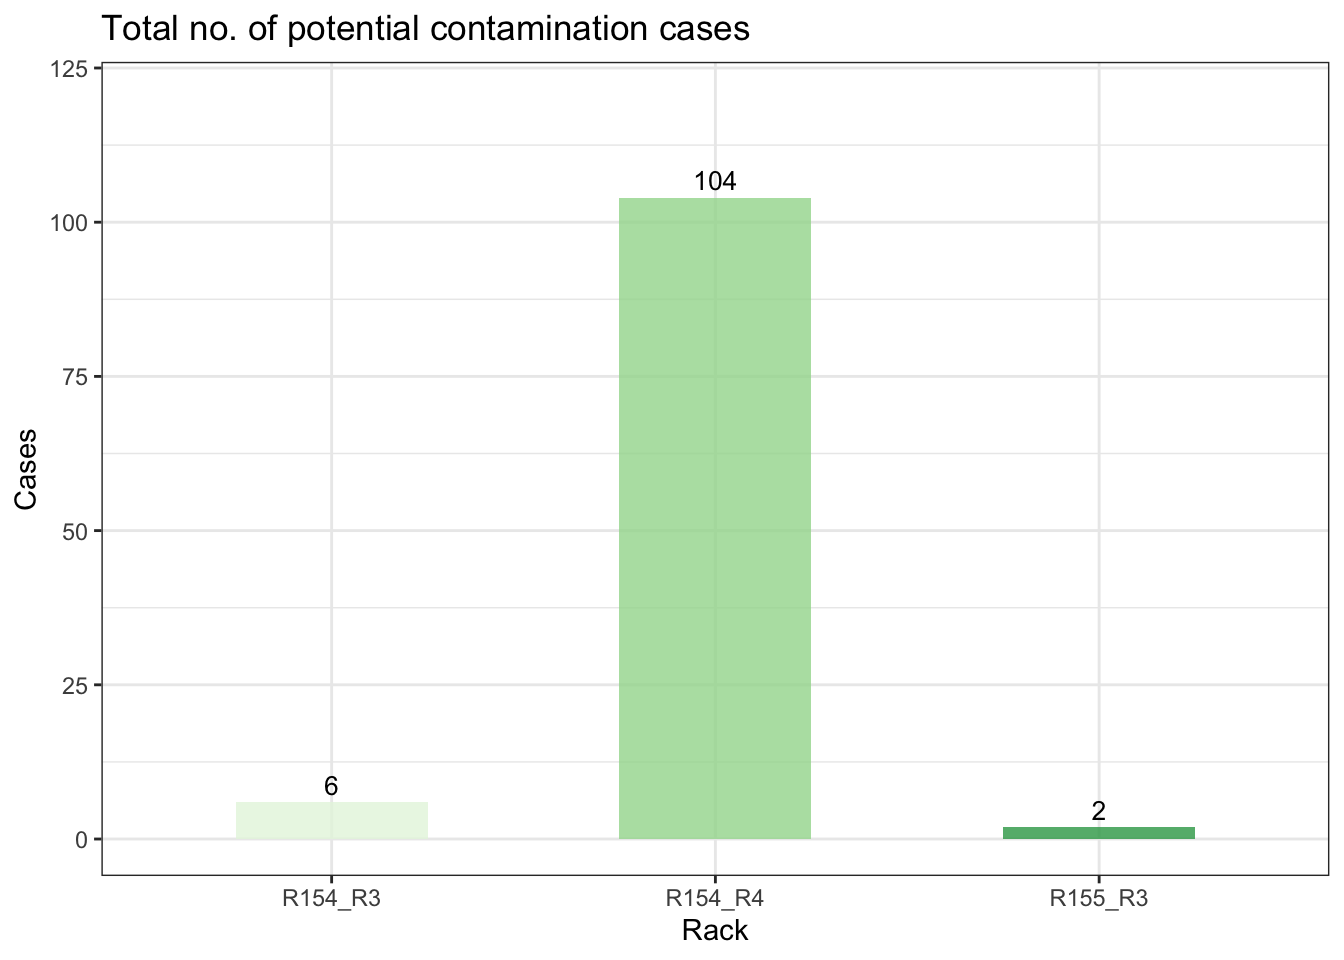 Total no. of potential contamination cases
125
100
75
50
25
0
Cases
6
104
2
R154_R3
R154_R4
R155_R3
Rack